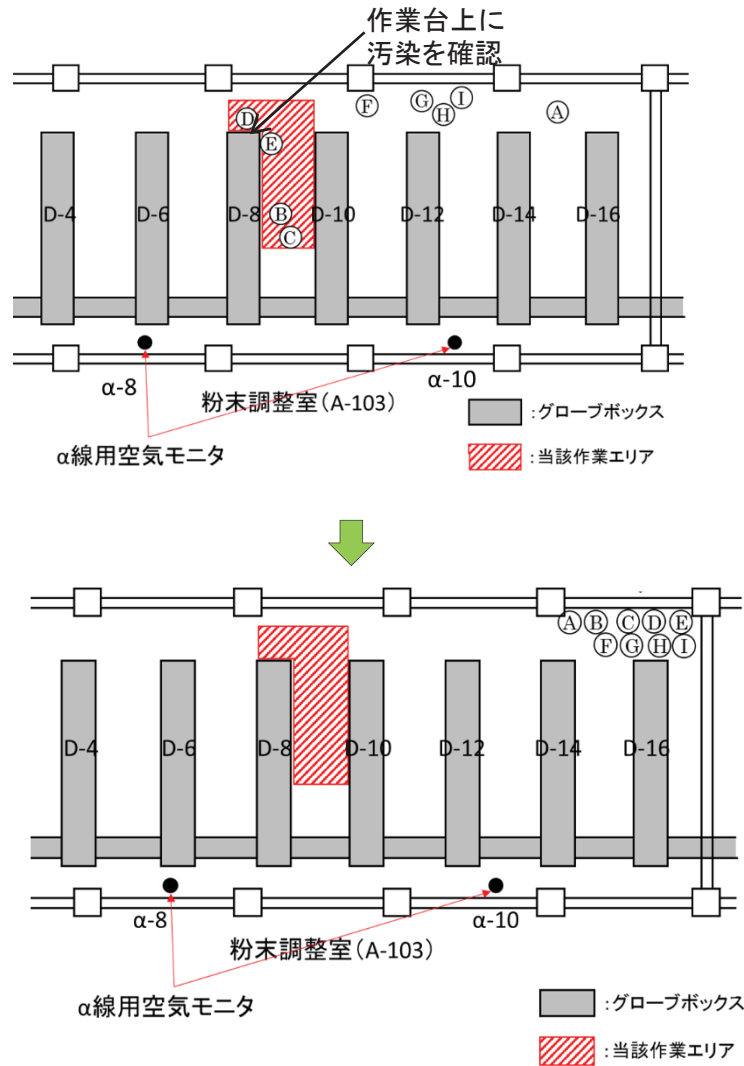 作業台上に
汚染を確認
Ⓕ Ⓖ Ⓗ Ⓘ Ⓐ
Ⓓ Ⓔ
D-4 D-6 D-8 Ⓑ Ⓒ D-10 D-12 D-14 D-16
α-8 α-10
粉末調整室(A-103)
α線用空気モニタ
:グローブボックス
:当該作業エリア
Ⓐ Ⓑ Ⓒ Ⓓ Ⓔ
Ⓕ Ⓖ Ⓗ Ⓘ
D-4 D-6 D-8 D-10 D-12 D-14 D-16
α-8 α-10
粉末調整室(A-103)
α線用空気モニタ
:グローブボックス
:当該作業エリア